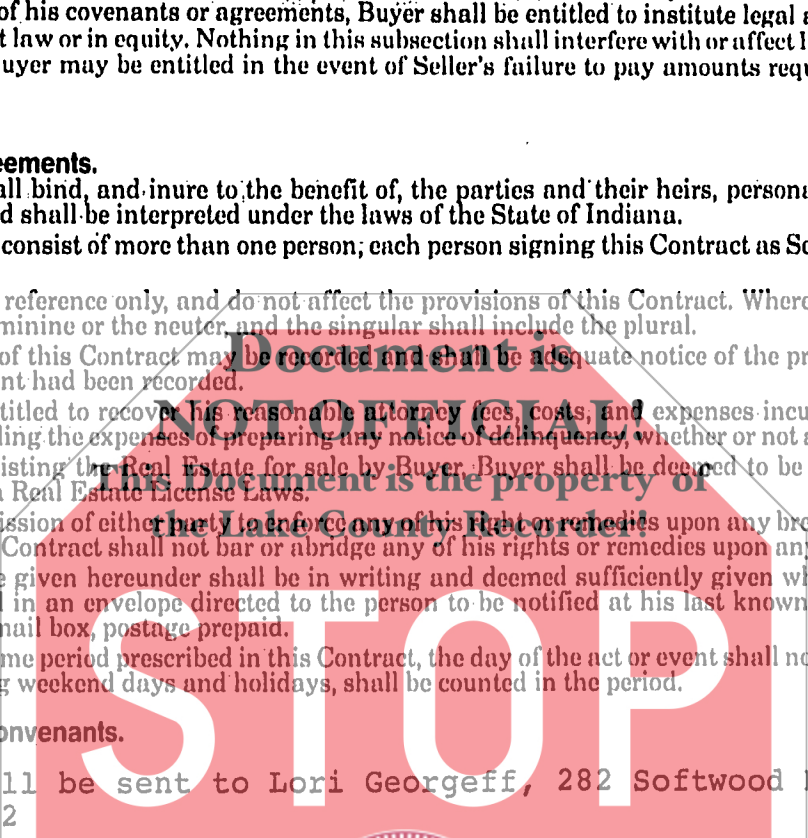 of his covenants or agreements, Buyer shall be entitled to institute legal
t law or in equity. Nothing in this subsection shall interfere with or affect
uyer may be entitled in the event of Seller's failure to pay amounts requ
eements.
all bind, and inure to the benefit of, the parties and their heirs, persona
d shall be interpreted under the laws of the State of Indiana.
consist of more than one person; each person signing this Contract as Se
reference only, and do not affect the provisions of this Contract. Where
minine or the neuter, and the singular shall include the plural.
of this Contract may be recorded and shall be adequate notice of the pr
nt had been recorded.
titled to recover his reasonable attorney fees, costs, and expenses incu
ling the expenses of preparing any notice of delinquency, whether or not
isting the Real Estate for sale by Buyer, Buyer shall be deemed to be
Real Estate License Laws.
ission of either party to enforce any of his right or remedies upon any bre
Contract shall not bar or abridge any of his rights or remedies upon an
given hereunder shall be in writing and deemed sufficiently given wh
in an envelope directed to the person to be notified at his last known
mail box, postage prepaid.
me period prescribed in this Contract, the day of the act or event shall no
g weekend days and holidays, shall be counted in the period.
onvenants.
ll be sent to Lori Georgeff, 282 Softwood
2
Document is
NOT OFFICIAL!
This Document is the property of
the Lake County Recorder!
STOP